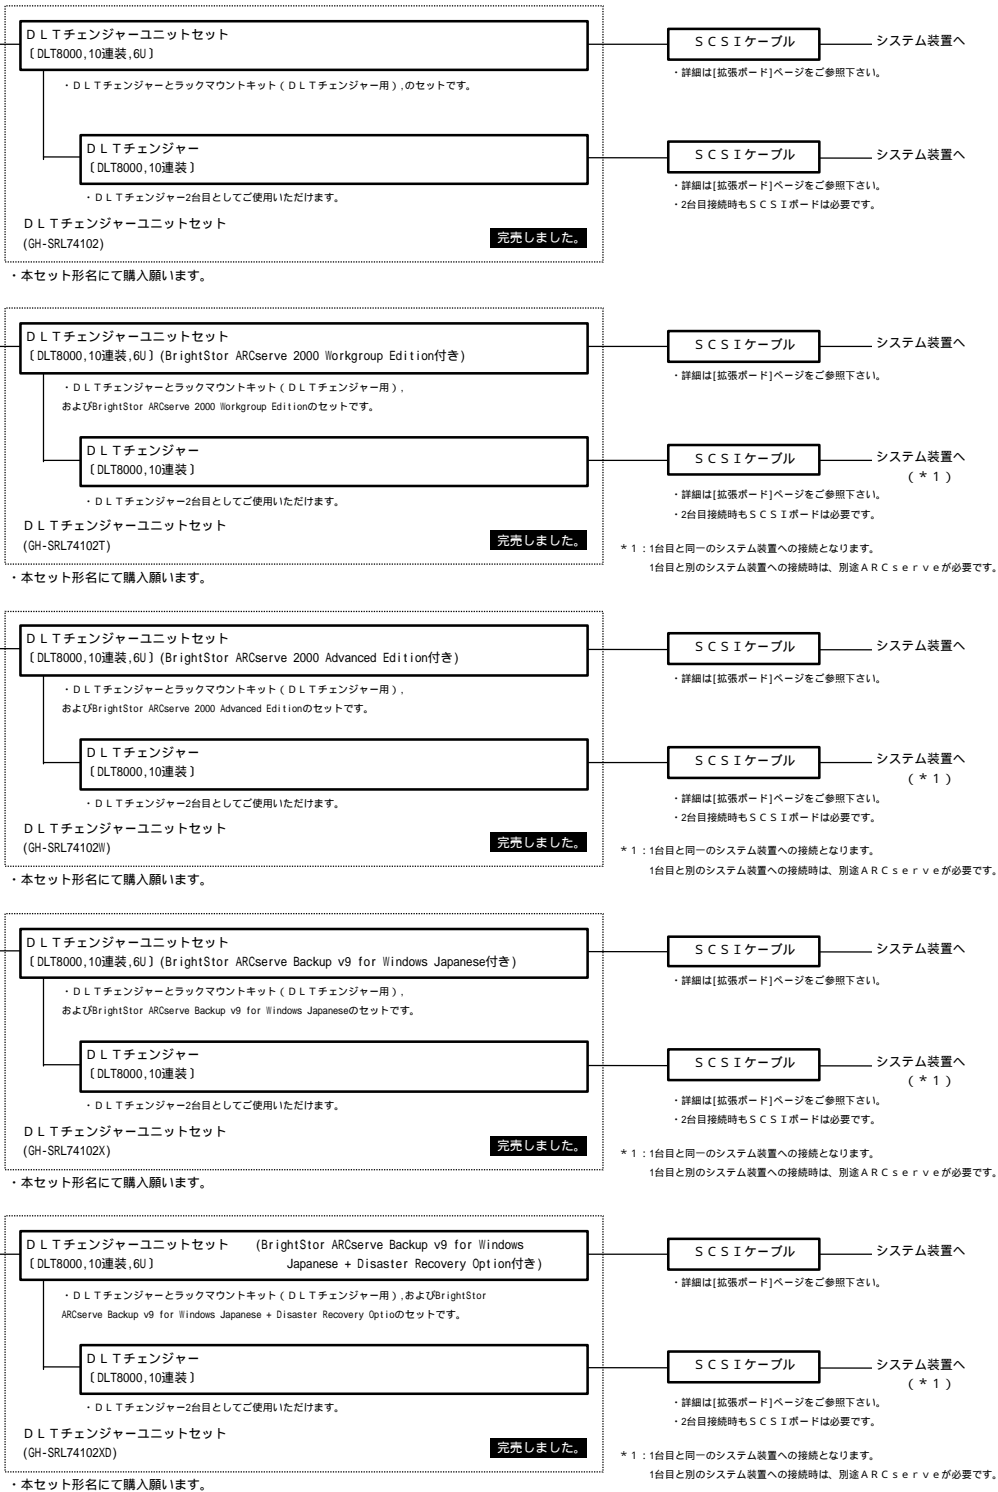 ＤＬＴチェンジャーユニットセット
〔DLT8000,10連装,6U〕
・ＤＬＴチェンジャーとラックマウントキット（ＤＬＴチェンジャー用）,のセットです。
ＳＣＳＩケーブル
システム装置へ
・詳細は[拡張ボード]ページをご参照下さい。
ＤＬＴチェンジャー
〔DLT8000,10連装〕
・ＤＬＴチェンジャー2台目としてご使用いただけます。
ＳＣＳＩケーブル
システム装置へ
・詳細は[拡張ボード]ページをご参照下さい。
・2台目接続時もＳＣＳＩボードは必要です。
ＤＬＴチェンジャーユニットセット
(GH-SRL74102)
完売しました。
・本セット形名にて購入願います。
ＤＬＴチェンジャーユニットセット
〔DLT8000,10連装,6U〕(BrightStor ARCserve 2000 Workgroup Edition付き)
・ＤＬＴチェンジャーとラックマウントキット（ＤＬＴチェンジャー用）,
およびBrightStor ARCserve 2000 Workgroup Editionのセットです。
ＳＣＳＩケーブル
システム装置へ
・詳細は[拡張ボード]ページをご参照下さい。
ＤＬＴチェンジャー
〔DLT8000,10連装〕
・ＤＬＴチェンジャー2台目としてご使用いただけます。
ＳＣＳＩケーブル
システム装置へ
（＊１）
・詳細は[拡張ボード]ページをご参照下さい。
・2台目接続時もＳＣＳＩボードは必要です。
ＤＬＴチェンジャーユニットセット
(GH-SRL74102T)
完売しました。
＊１：1台目と同一のシステム装置への接続となります。
1台目と別のシステム装置への接続時は、別途ＡＲＣｓｅｒｖｅが必要です。
・本セット形名にて購入願います。
ＤＬＴチェンジャーユニットセット
〔DLT8000,10連装,6U〕(BrightStor ARCserve 2000 Advanced Edition付き)
・ＤＬＴチェンジャーとラックマウントキット（ＤＬＴチェンジャー用）,
およびBrightStor ARCserve 2000 Advanced Editionのセットです。
ＳＣＳＩケーブル
システム装置へ
・詳細は[拡張ボード]ページをご参照下さい。
ＤＬＴチェンジャー
〔DLT8000,10連装〕
・ＤＬＴチェンジャー2台目としてご使用いただけます。
ＳＣＳＩケーブル
システム装置へ
（＊１）
・詳細は[拡張ボード]ページをご参照下さい。
・2台目接続時もＳＣＳＩボードは必要です。
ＤＬＴチェンジャーユニットセット
(GH-SRL74102W)
完売しました。
＊１：1台目と同一のシステム装置への接続となります。
1台目と別のシステム装置への接続時は、別途ＡＲＣｓｅｒｖｅが必要です。
・本セット形名にて購入願います。
ＤＬＴチェンジャーユニットセット
〔DLT8000,10連装,6U〕(BrightStor ARCserve Backup v9 for Windows Japanese付き)
・ＤＬＴチェンジャーとラックマウントキット（ＤＬＴチェンジャー用）,
およびBrightStor ARCserve Backup v9 for Windows Japaneseのセットです。
ＳＣＳＩケーブル
システム装置へ
・詳細は[拡張ボード]ページをご参照下さい。
ＤＬＴチェンジャー
〔DLT8000,10連装〕
・ＤＬＴチェンジャー2台目としてご使用いただけます。
ＳＣＳＩケーブル
システム装置へ
（＊１）
・詳細は[拡張ボード]ページをご参照下さい。
・2台目接続時もＳＣＳＩボードは必要です。
ＤＬＴチェンジャーユニットセット
(GH-SRL74102X)
完売しました。
＊１：1台目と同一のシステム装置への接続となります。
1台目と別のシステム装置への接続時は、別途ＡＲＣｓｅｒｖｅが必要です。
・本セット形名にて購入願います。
ＤＬＴチェンジャーユニットセット (BrightStor ARCserve Backup v9 for Windows
〔DLT8000,10連装,6U〕 Japanese + Disaster Recovery Option付き)
・ＤＬＴチェンジャーとラックマウントキット（ＤＬＴチェンジャー用）,およびBrightStor
ARCserve Backup v9 for Windows Japanese + Disaster Recovery Optioのセットです。
ＳＣＳＩケーブル
システム装置へ
・詳細は[拡張ボード]ページをご参照下さい。
ＤＬＴチェンジャー
〔DLT8000,10連装〕
・ＤＬＴチェンジャー2台目としてご使用いただけます。
ＳＣＳＩケーブル
システム装置へ
（＊１）
・詳細は[拡張ボード]ページをご参照下さい。
・2台目接続時もＳＣＳＩボードは必要です。
ＤＬＴチェンジャーユニットセット
(GH-SRL74102XD)
完売しました。
＊１：1台目と同一のシステム装置への接続となります。
1台目と別のシステム装置への接続時は、別途ＡＲＣｓｅｒｖｅが必要です。
・本セット形名にて購入願います。